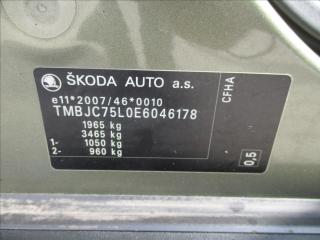 ŠKODA AUTO a.s.
e11*2007/46*0010
TMBJC75L0E6046178
1965 kg
3465 kg
1- 1050 kg
2- 960 kg
CFHA
0,5